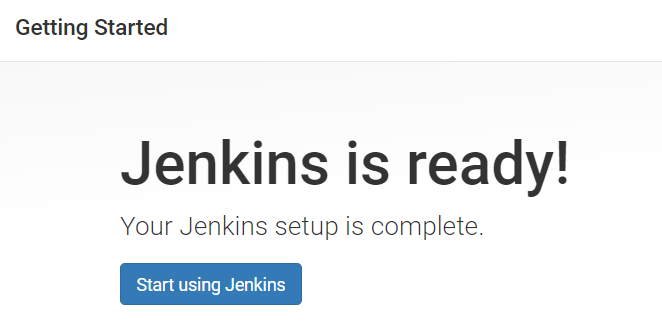 Getting Started
Jenkins is ready!
Your Jenkins setup is complete.
Start using Jenkins